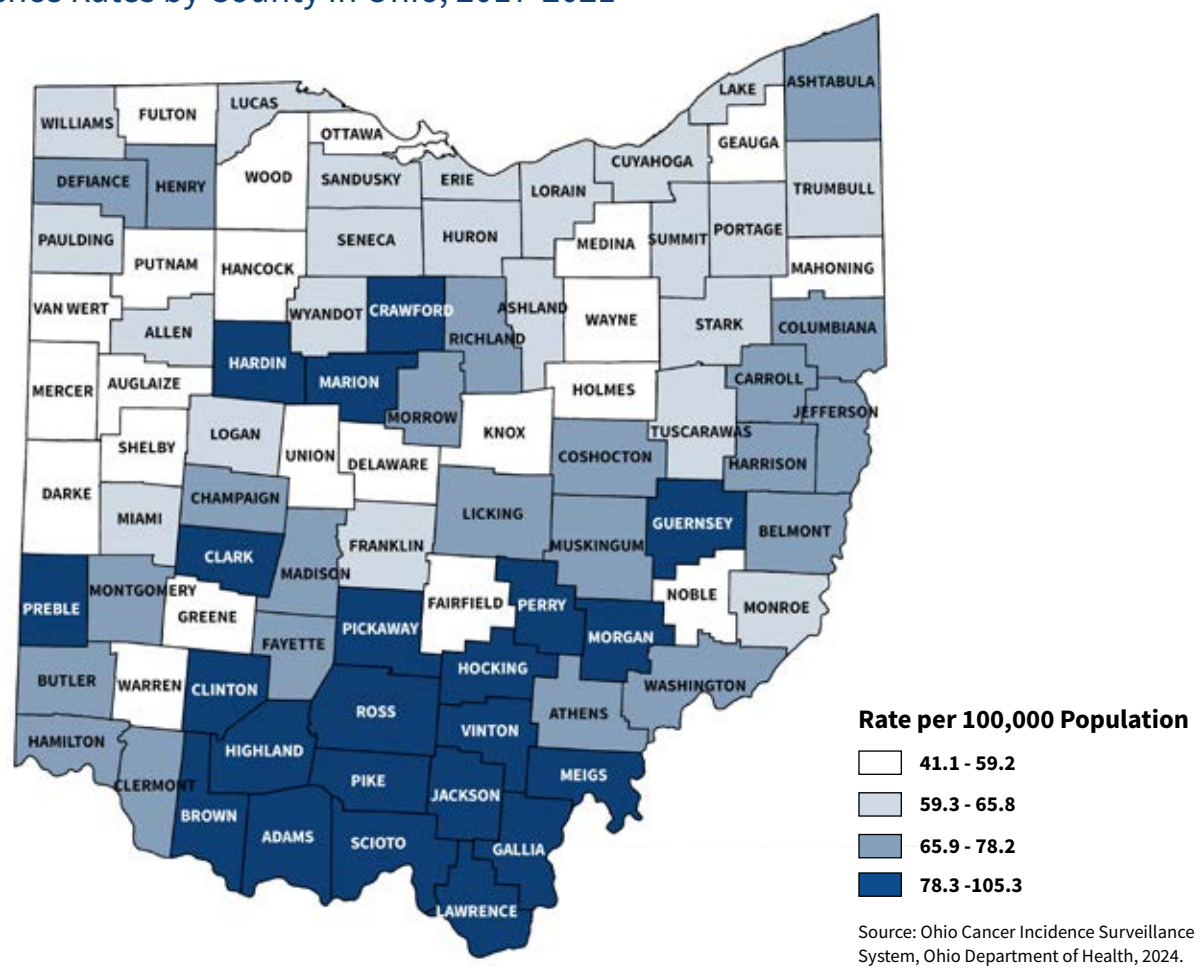 Rates by County in Ohio, 2017-2021
ASHTABULA
LAKE
LUCAS
FULTON
WILLIAMS
OTTAWA
GEAUGA
CUYAHOGA
WOOD
SANDUSKY
ERIE
DEFIANCE
HENRY
LORAIN
TRUMBULL
PORTAGE
PAULDING
SENECA
HURON
SUMMIT
MEDINA
PUTNAM
HANCOCK
MAHONING
VAN WERT
ASHLAND
CRAWFORD
WYANDOT
WAYNE
STARK
COLUMBIANA
ALLEN
RICHLAND
HARDIN
CARROLL
MARION
AUGLAIZE
MERCER
HOLMES
JEFFERSON
MORROW
KNOX
TUSCARAWAS
LOGAN
SHELBY
UNION
COSHOCTON
DELAWARE
HARRISON
DARKE
CHAMPAIGN
LICKING
MIAMI
GUERNSEY
BELMONT
FRANKLIN
MUSKINGUM
CLARK
MADISON
MONTGOMERY
NOBLE
FAIRFIELD
PERRY
PREBLE
MONROE
GREENE
PICKAWAY
MORGAN
FAYETTE
HOCKING
BUTLER
WARREN
CLINTON
WASHINGTON
ROSS
ATHENS
VINTON
HAMILTON
HIGHLAND
MEIGS
PIKE
CLERMONT
JACKSON
BROWN
ADAMS
SCIOTO
GALLIA
LAWRENCE
Rate per 100,000 Population
41.1 - 59.2
59.3 - 65.8
65.9 - 78.2
78.3 -105.3
Source: Ohio Cancer Incidence Surveillance
System, Ohio Department of Health, 2024.